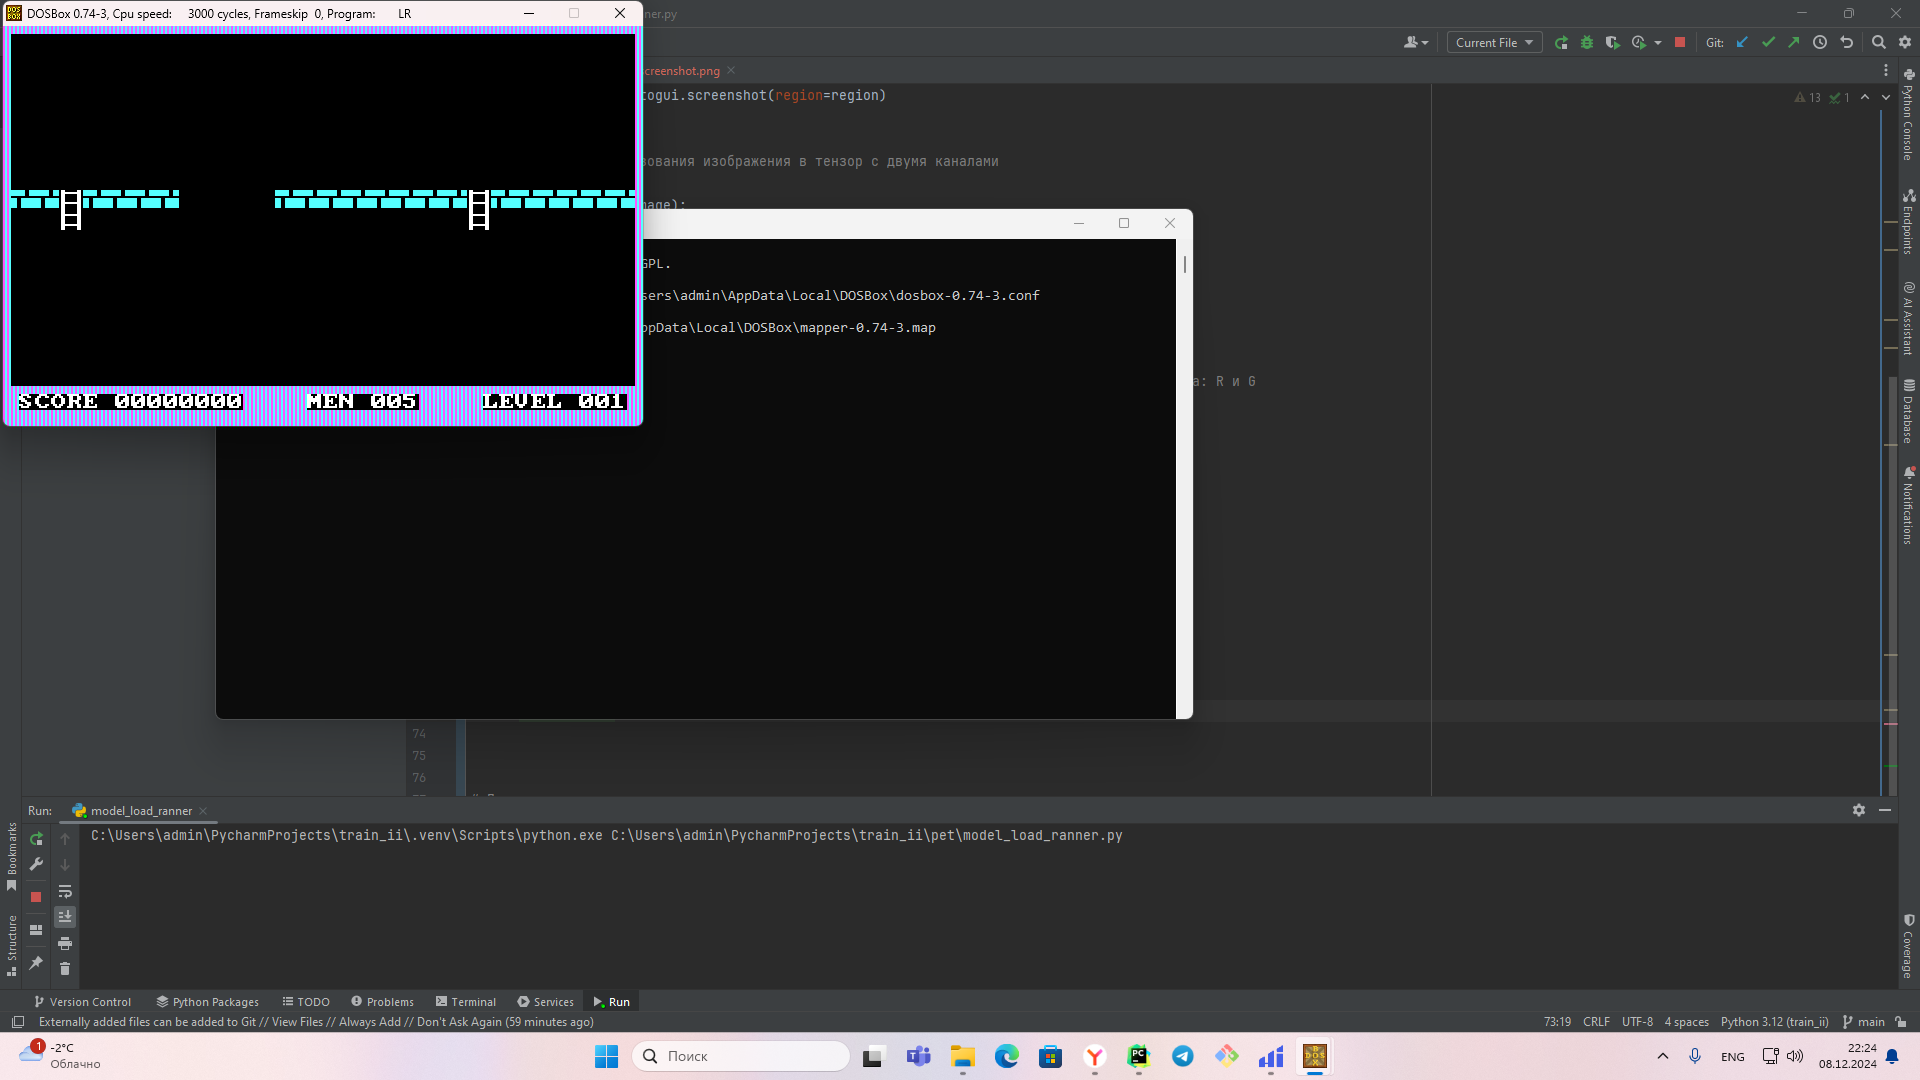 DOSBox 0.74-3, Cpu speed: 3000 cycles, Frameskip 0, Program: LR
ner.py
Current File
Git:
creenshot.png
togui.screenshot(region=region)
13
1
зования изображения в тензор с двумя каналами
mage):
GPL.
sers\admin\AppData\Local\DOSBox\dosbox-0.74-3.conf
ppData\Local\DOSBox\mapper-0.74-3.map
а: R и G
SCORE 00000000
MEN 005
LEVEL 001
Python Console
Endpoints
AI Assistant
Database
Notifications
Coverage
74
75
76
Run:
model_load_ranner
C:\Users\admin\PycharmProjects\train_ii\.venv\Scripts\python.exe C:\Users\admin\PycharmProjects\train_ii\pet\model_load_ranner.py
Bookmarks
Structure
Version Control
Python Packages
TODO
Problems
Terminal
Services
Run
Externally added files can be added to Git // View Files // Always Add // Don't Ask Again (59 minutes ago)
73:19
CRLF
UTF-8
4 spaces
Python 3.12 (train_ii)
main
1
-2°C
Облачно
Поиск
ENG
22:24
08.12.2024